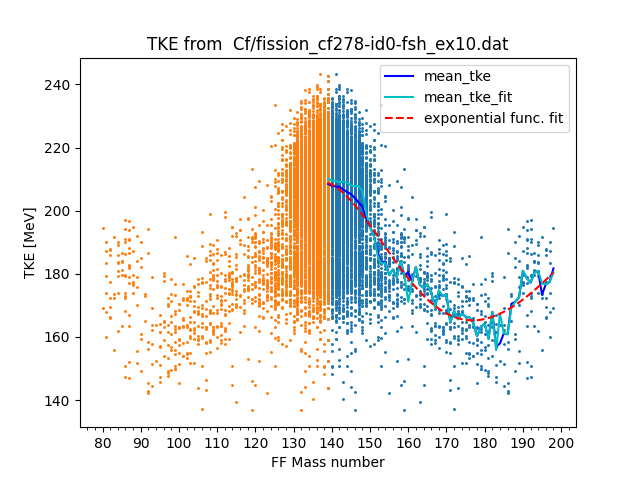 TKE from  Cf/fission_cf278-id0-fsh_ex10.dat
mean_tke
mean_tke_fit
exponential func. fit
TKE [MeV]
240
220
200
180
160
140
80 90 100 110 120 130 140 150 160 170 180 190 200
FF Mass number